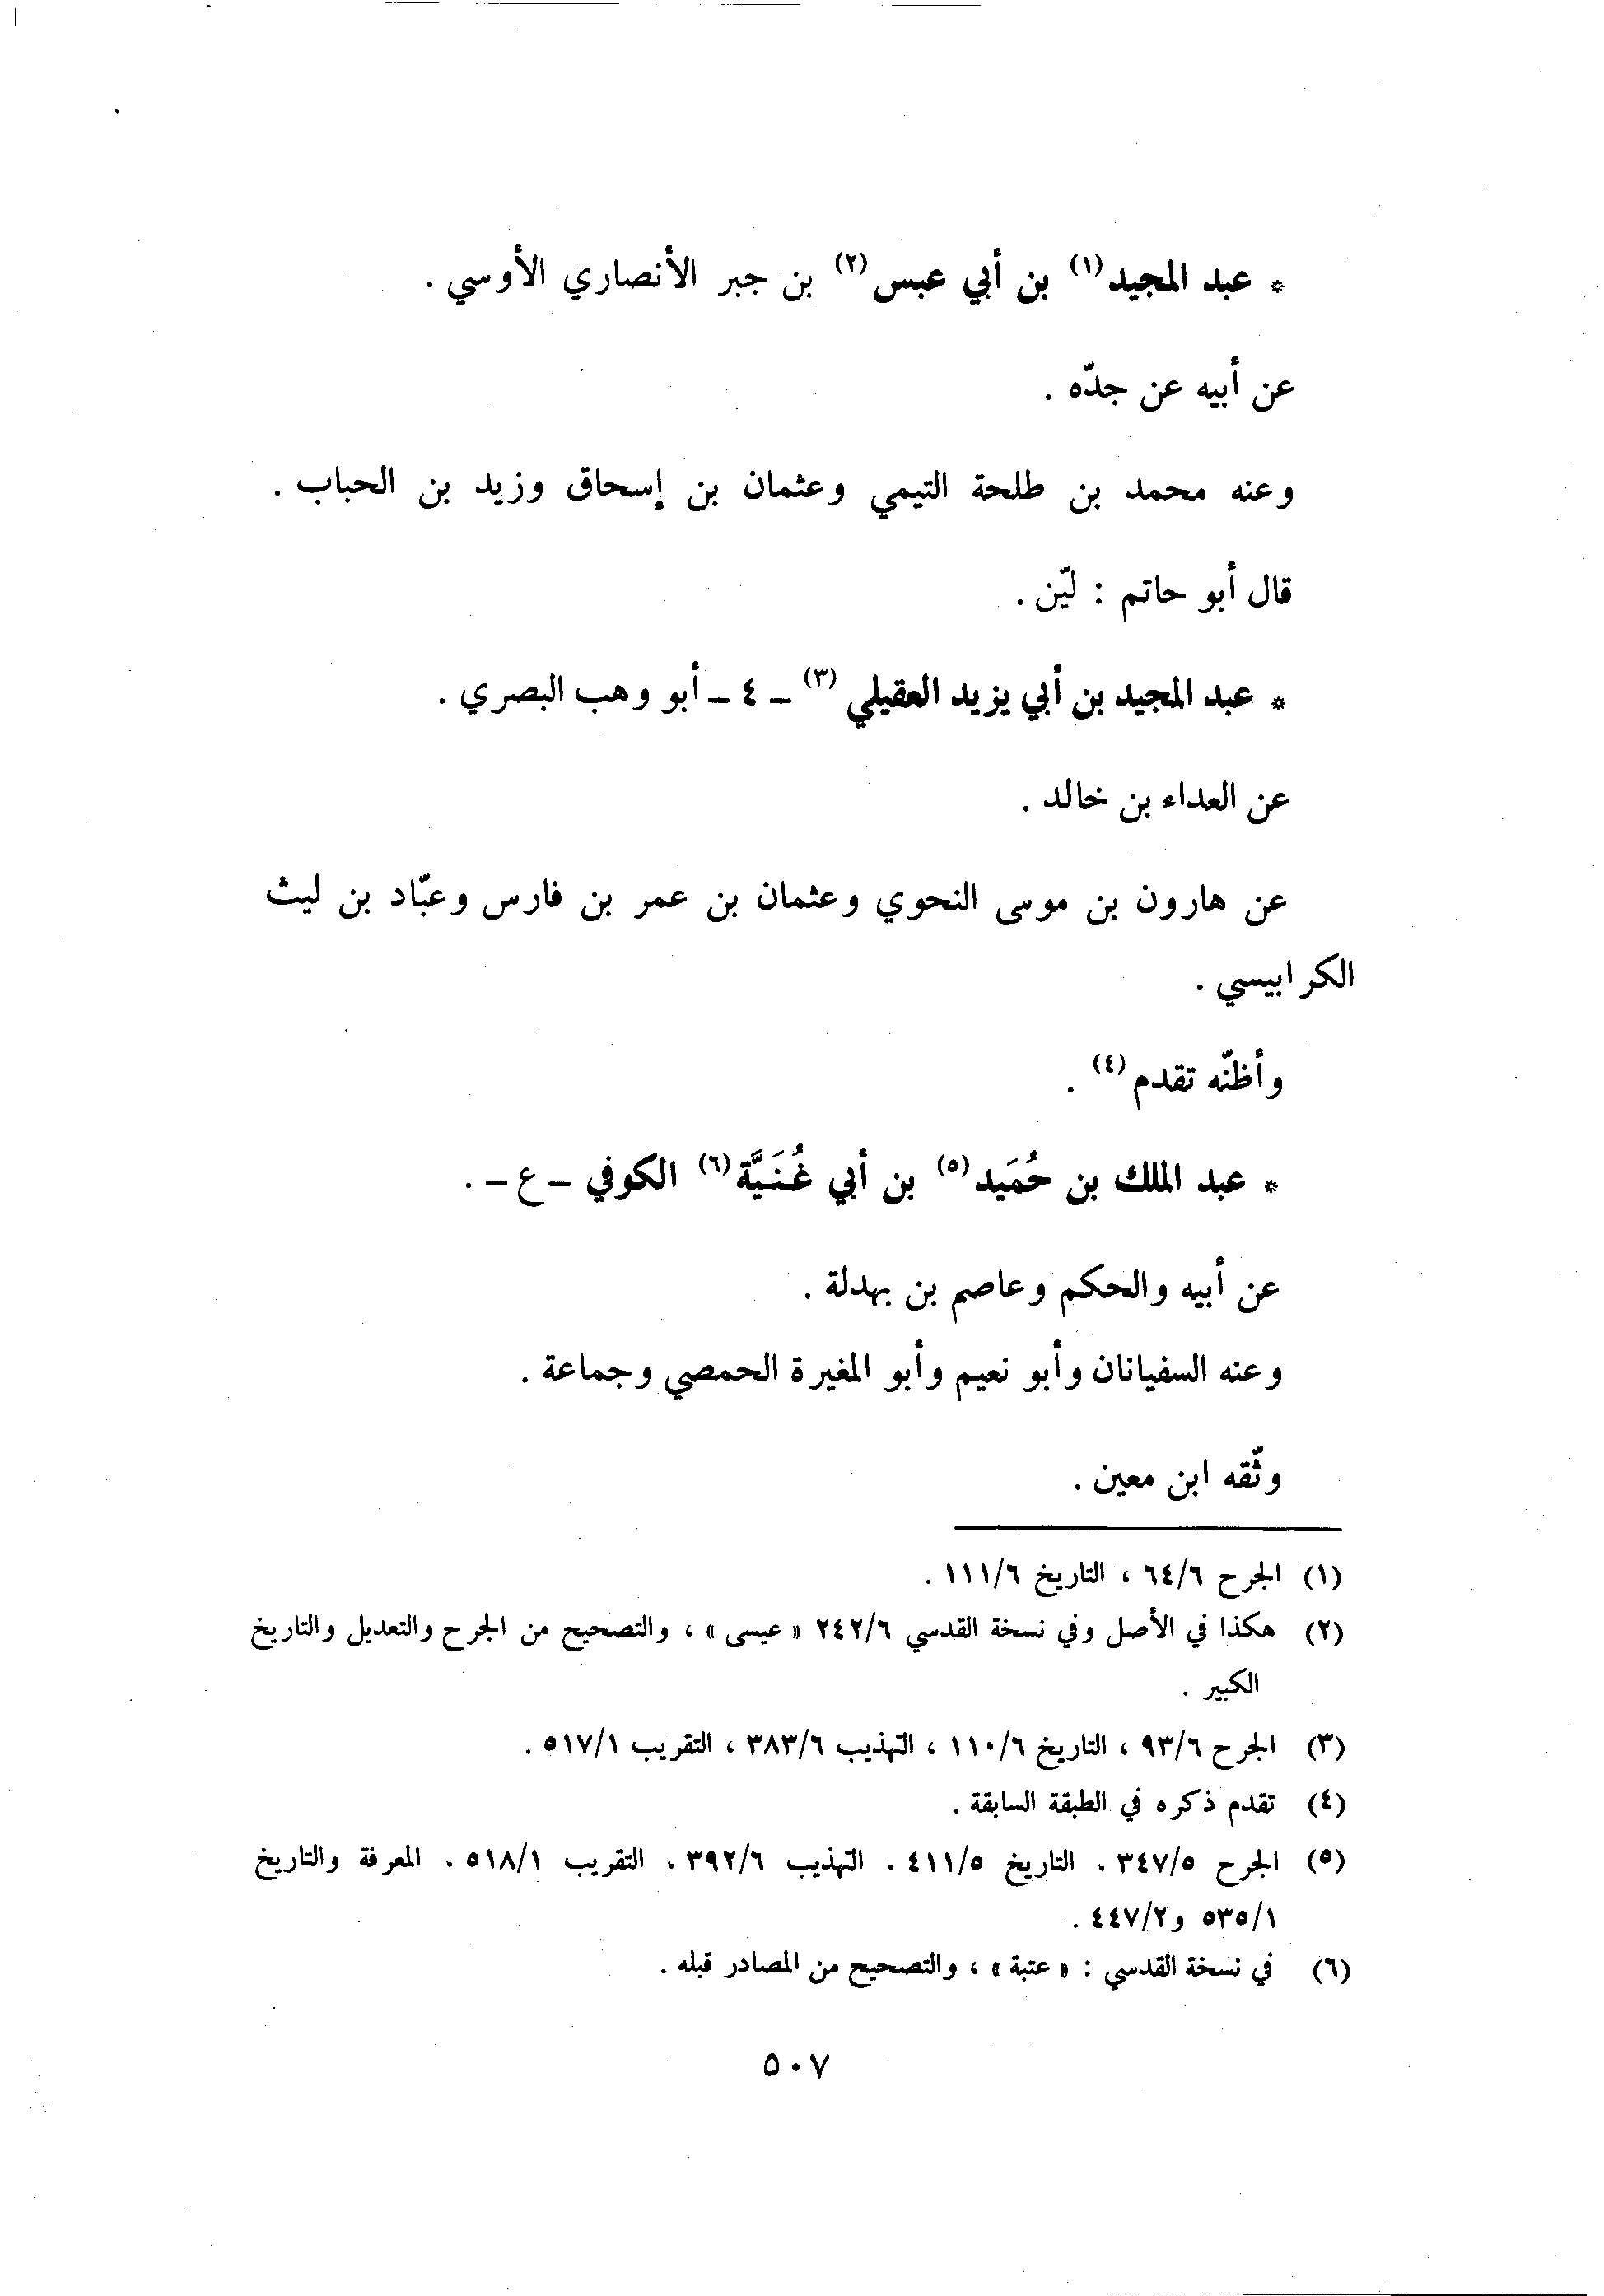 * عبد المجيد(١) بن أبي عبس(٢) بن جبر الأنصاري الأوسي .
عن أبيه عن جدّه .
وعنه محمد بن طلحة التيمي وعثمان بن إسحاق وزيد بن الحباب .
قال أبو حاتم : ليّن .
* عبد المجيد بن أبي يزيد العقيلي (٣) – ٤ – أبو وهب البصري .
عن العداء بن خالد .
عن هارون بن موسى النحوي وعثمان بن عمر بن فارس وعبّاد بن ليث
الكرابيسي .
وأظنّه تقدم(٤) .
* عبد الملك بن حُمَيد(٥) بن أبي غُنَيَّة(٦) الكوفي – ع – .
عن أبيه والحكم وعاصم بن بهدلة .
وعنه السفيانان وأبو نعيم وأبو المغيرة الحمصي وجماعة .
وثّقه ابن معين .
(١) الجرح ٦٤/٦ ، التاريخ ١١١/٦ .
(٢) هكذا في الأصل وفي نسخة القدسي ٢٤٢/٦ « عيسى » ، والتصحيح من الجرح والتعديل والتاريخ
الكبير .
(٣) الجرح ٩٣/٦ ، التاريخ ١١٠/٦ ، التهذيب ٣٨٣/٦ ، التقريب ٥١٧/١ .
(٤) تقدم ذكره في الطبقة السابقة .
(٥) الجرح ٣٤٧/٥ ، التاريخ ٤١١/٥ ، التهذيب ٣٩٢/٦ ، التقريب ٥١٨/١ ، المعرفة والتاريخ
٥٣٥/١ و٤٤٧/٢ .
(٦) في نسخة القدسي : « عتبة » ، والتصحيح من المصادر قبله .
٥٠٧